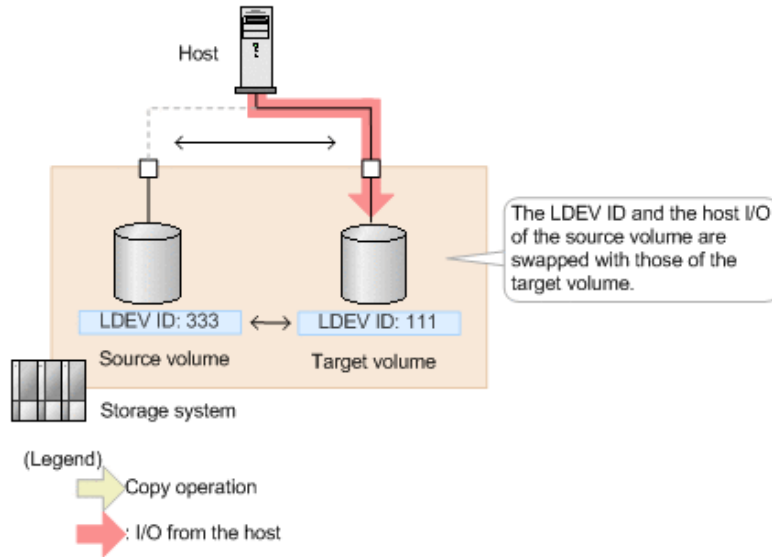 Host
The LDEV ID and the host I/O
of the source volume are
swapped with those of the
target volume.
LDEV ID: 333
LDEV ID: 111
Source volume
Target volume
Storage system
(Legend)
Copy operation
: I/O from the host